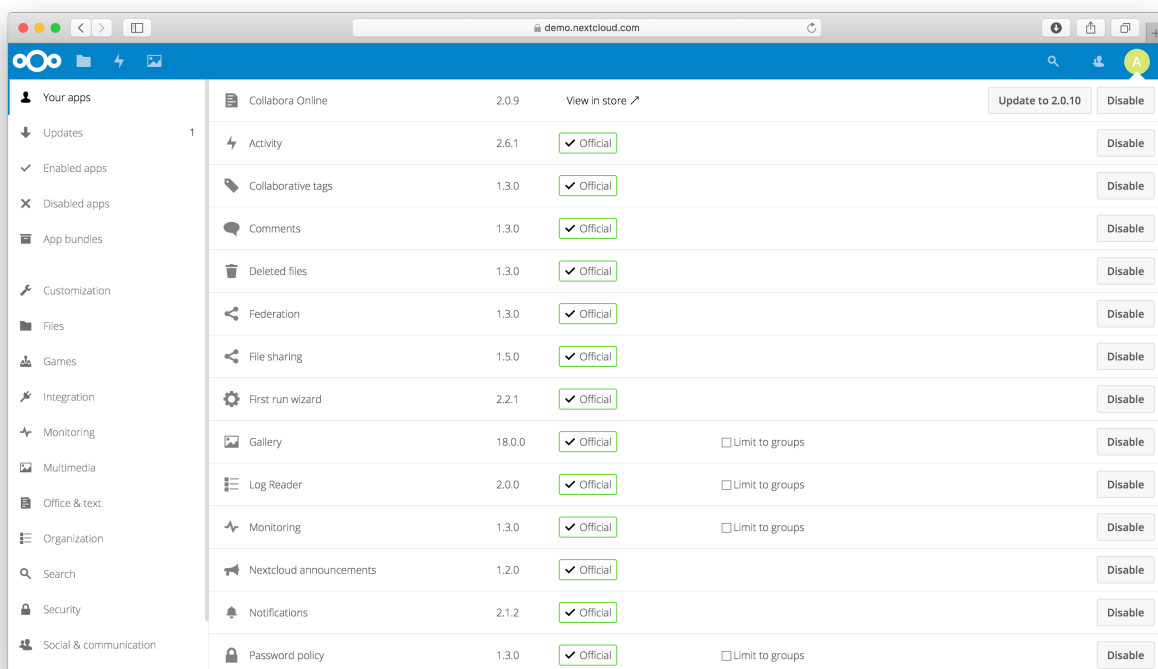 demo.nextcloud.com
A
Your apps
Updates 1
Enabled apps
Disabled apps
App bundles
Customization
Files
Games
Integration
Monitoring
Multimedia
Office & text
Organization
Search
Security
Social & communication
Collabora Online 2.0.9 View in store ↗ Update to 2.0.10 Disable
Activity 2.6.1 ✔ Official Disable
Collaborative tags 1.3.0 ✔ Official Disable
Comments 1.3.0 ✔ Official Disable
Deleted files 1.3.0 ✔ Official Disable
Federation 1.3.0 ✔ Official Disable
File sharing 1.5.0 ✔ Official Disable
First run wizard 2.2.1 ✔ Official Disable
Gallery 18.0.0 ✔ Official Limit to groups Disable
Log Reader 2.0.0 ✔ Official Limit to groups Disable
Monitoring 1.3.0 ✔ Official Limit to groups Disable
Nextcloud announcements 1.2.0 ✔ Official Disable
Notifications 2.1.2 ✔ Official Disable
Password policy 1.3.0 ✔ Official Limit to groups Disable